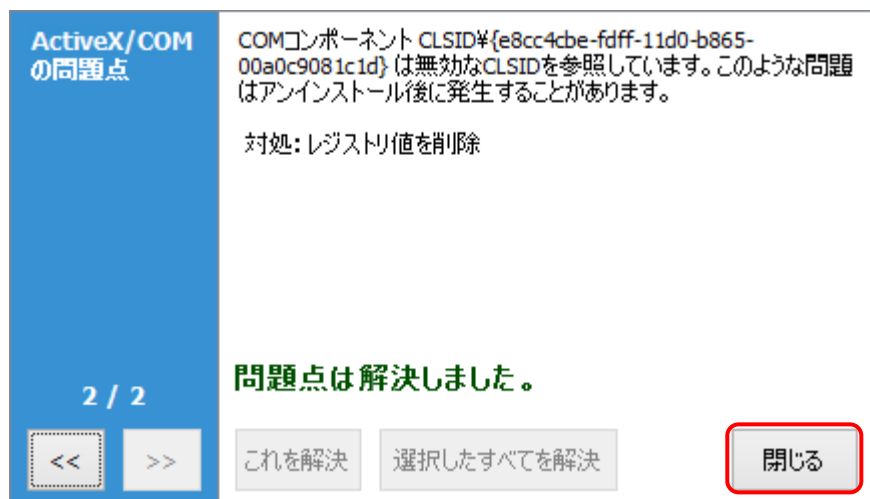 ActiveX/COM
の問題点
COMコンポーネント CLSID¥{e8cc4cbe-fdff-11d0-b865-
00a0c9081c1d} は無効なCLSIDを参照しています。このような問題
はアンインストール後に発生することがあります。
対処: レジストリ値を削除
問題点は解決しました。
2 / 2
<<
>>
これを解決
選択したすべてを解決
閉じる